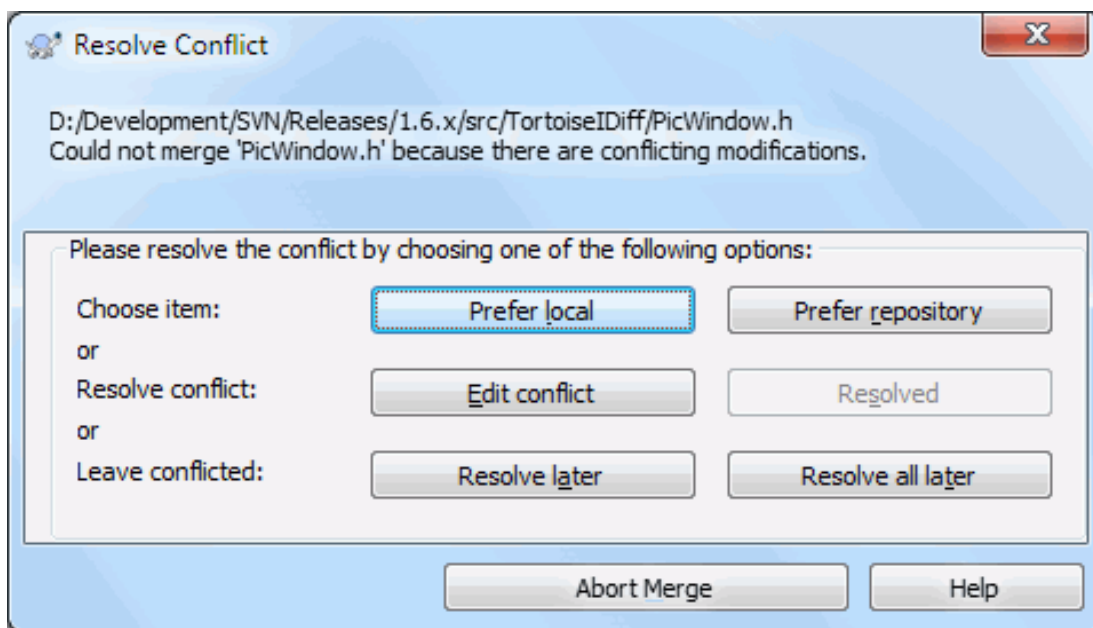 Resolve Conflict
D:/Development/SVN/Releases/1.6.x/src/TortoiseIDiff/PicWindow.h
Could not merge 'PicWindow.h' because there are conflicting modifications.
Please resolve the conflict by choosing one of the following options:
Choose item: Prefer local Prefer repository
or
Resolve conflict: Edit conflict Resolved
or
Leave conflicted: Resolve later Resolve all later
Abort Merge Help